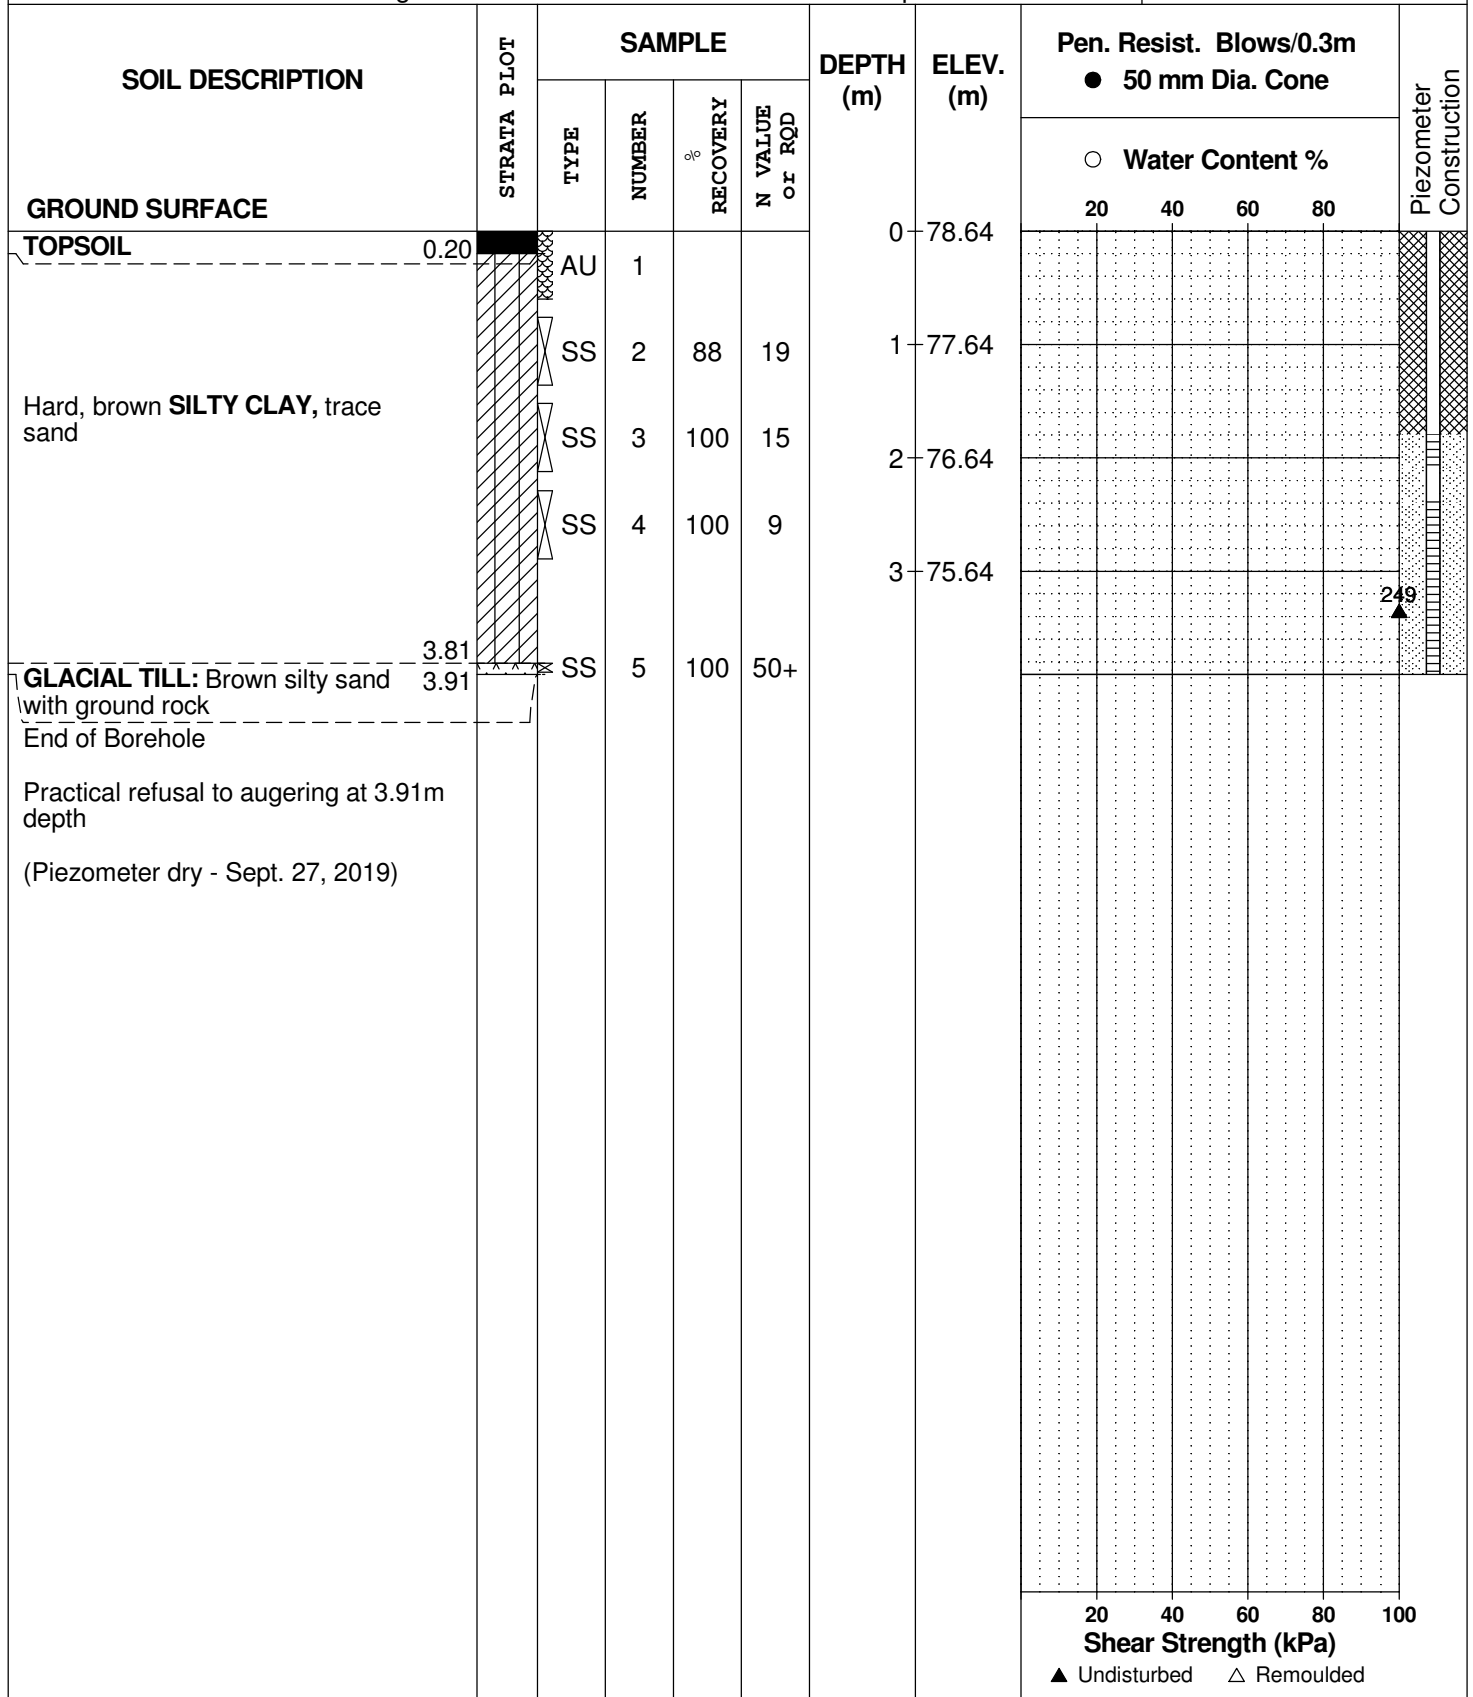 SOIL DESCRIPTION
GROUND SURFACE
STRATA PLOT
SAMPLE
TYPE
NUMBER
% RECOVERY
N VALUE or RQD
DEPTH (m)
ELEV. (m)
Pen. Resist. Blows/0.3m
● 50 mm Dia. Cone
○ Water Content %
20 40 60 80
Piezometer Construction
TOPSOIL 0.20
AU 1
0 78.64
SS 2 88 19
1 77.64
Hard, brown SILTY CLAY, trace
sand
SS 3 100 15
2 76.64
SS 4 100 9
3 75.64
249
3.81
SS 5 100 50+
GLACIAL TILL: Brown silty sand 3.91
with ground rock
End of Borehole
Practical refusal to augering at 3.91m
depth
(Piezometer dry - Sept. 27, 2019)
20 40 60 80 100
Shear Strength (kPa)
▲ Undisturbed △ Remoulded